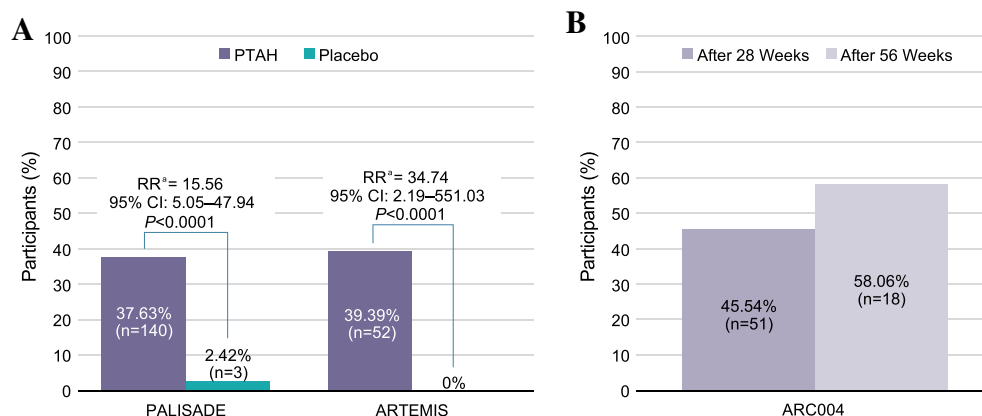 A
Participants (%)
100
90
80
70
60
50
40
30
20
10
0
PTAH
Placebo
RRᵃ= 15.56
95% CI: 5.05–47.94
P<0.0001
RRᵃ= 34.74
95% CI: 2.19–551.03
P<0.0001
37.63%
(n=140)
2.42%
(n=3)
39.39%
(n=52)
0%
PALISADE
ARTEMIS
B
Participants (%)
100
90
80
70
60
50
40
30
20
10
0
After 28 Weeks
After 56 Weeks
45.54%
(n=51)
58.06%
(n=18)
ARC004